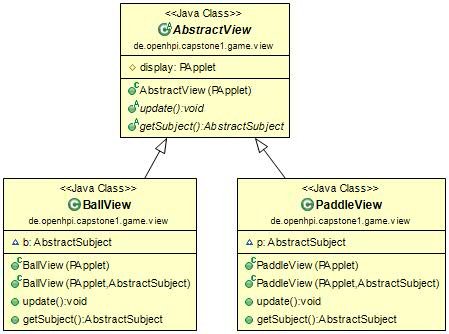 <<Java Class>>
AbstractView
de.openhpi.capstone1.game.view
display: PApplet
AbstractView(PApplet)
update():void
getSubject():AbstractSubject
<<Java Class>>
BallView
de.openhpi.capstone1.game.view
b: AbstractSubject
BallView(PApplet)
BallView(PApplet,AbstractSubject)
update():void
getSubject():AbstractSubject
<<Java Class>>
PaddleView
de.openhpi.capstone1.game.view
p: AbstractSubject
PaddleView(PApplet)
PaddleView(PApplet,AbstractSubject)
update():void
getSubject():AbstractSubject